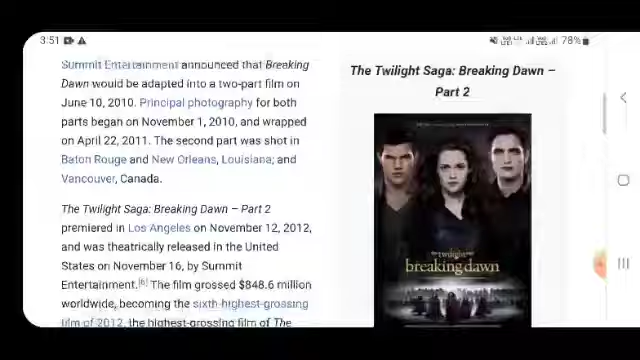 3:51
78%
Summit Entertainment announced that Breaking
Dawn would be adapted into a two-part film on
June 10, 2010. Principal photography for both
parts began on November 1, 2010, and wrapped
on April 22, 2011. The second part was shot in
Baton Rouge and New Orleans, Louisiana; and
Vancouver, Canada.
The Twilight Saga: Breaking Dawn – Part 2
premiered in Los Angeles on November 12, 2012,
and was theatrically released in the United
States on November 16, by Summit
Entertainment.[6] The film grossed $848.6 million
worldwide, becoming the sixth-highest-grossing
film of 2012, the highest-grossing film of The
The Twilight Saga: Breaking Dawn –
Part 2
the twilight saga
breaking dawn